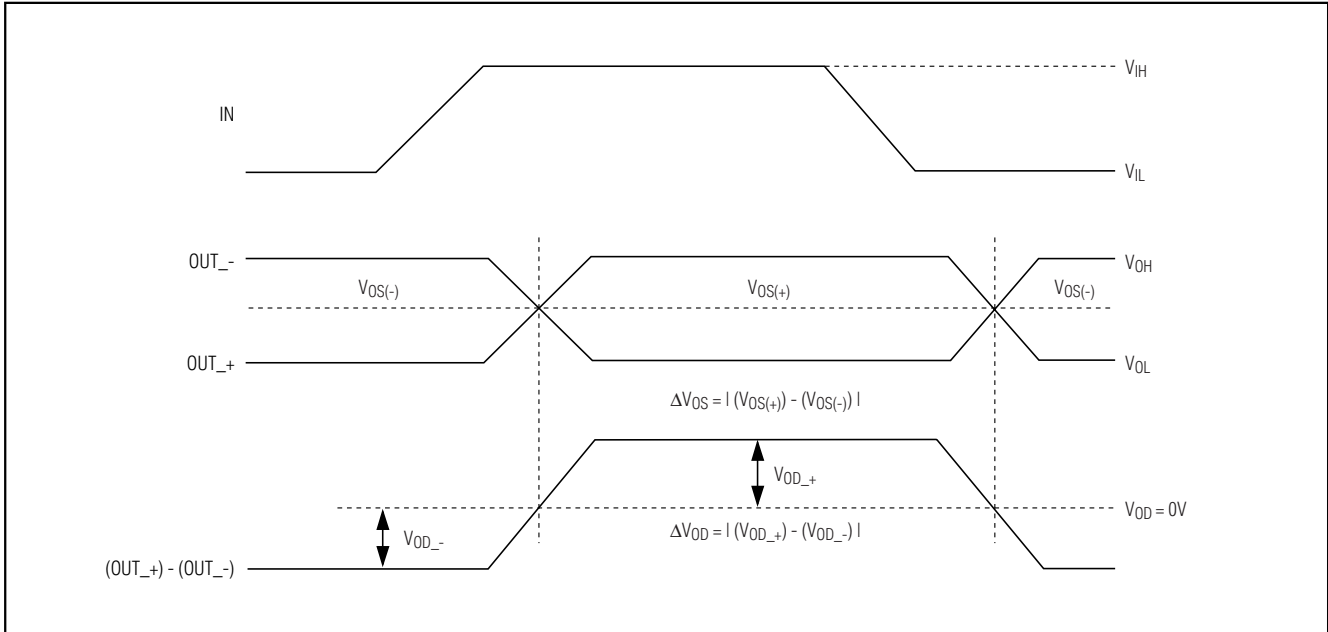 IN
V_IH
V_IL
OUT_-
V_OH
V_OS(-)
V_OS(+)
V_OS(-)
OUT_+
V_OL
ΔV_OS = | (V_OS(+)) - (V_OS(-)) |
V_OD_+
V_OD = 0V
V_OD_-
ΔV_OD = | (V_OD_+) - (V_OD_-) |
(OUT_+) - (OUT_-)